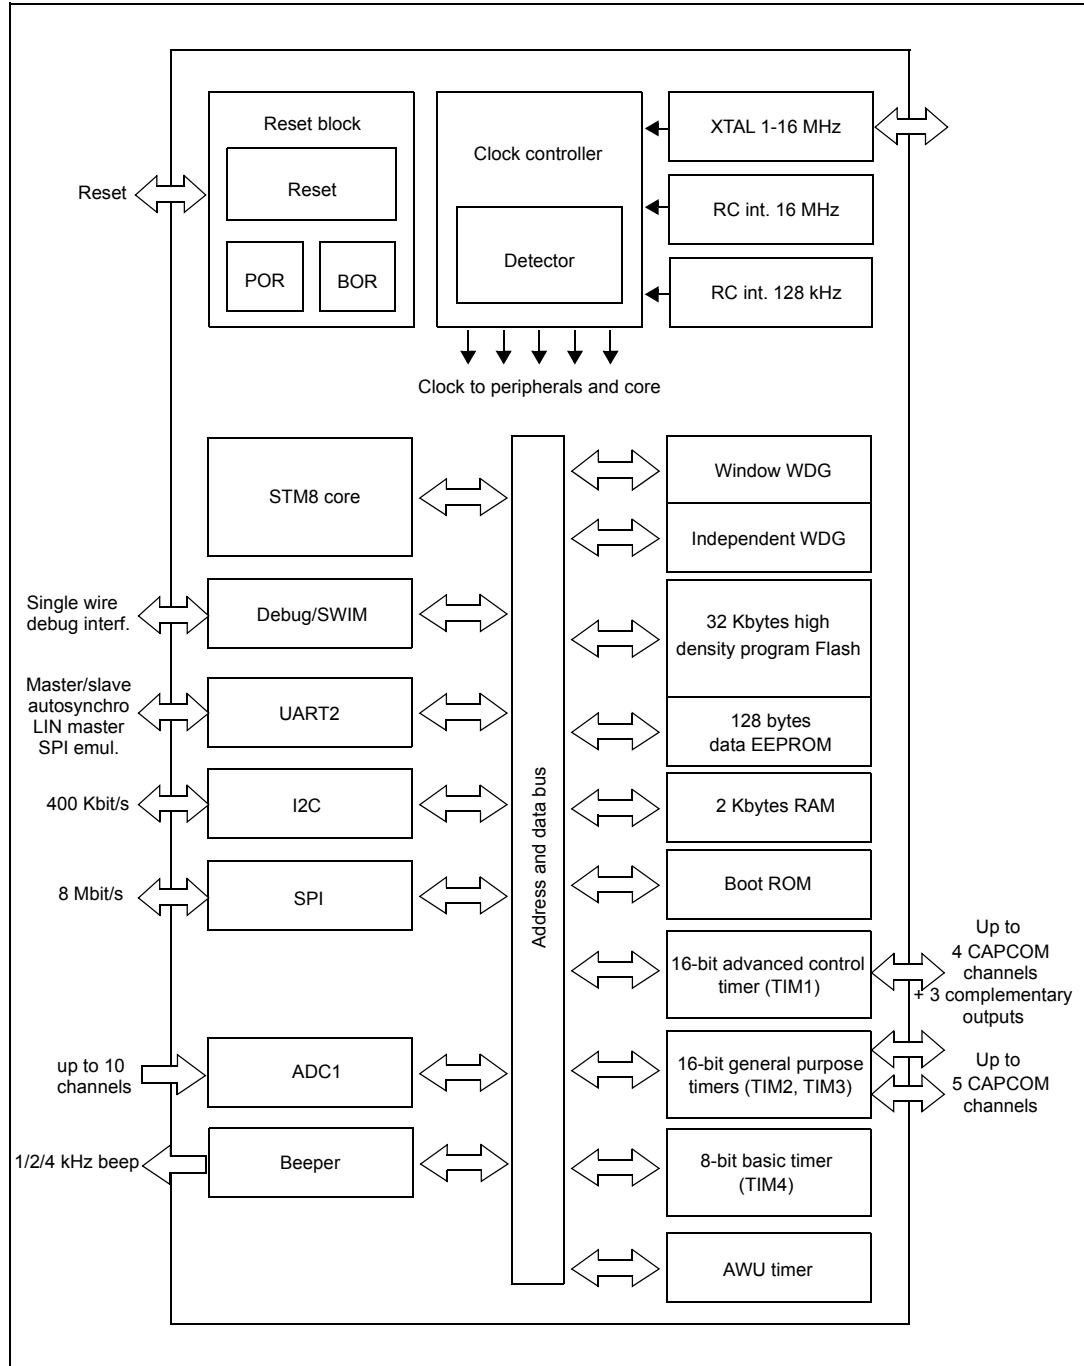 Reset block
Reset
POR
BOR
Reset
Clock controller
Detector
XTAL 1-16 MHz
RC int. 16 MHz
RC int. 128 kHz
Clock to peripherals and core
STM8 core
Single wire
debug interf.
Debug/SWIM
Master/slave
autosynchro
LIN master
SPI emul.
UART2
400 Kbit/s
I2C
8 Mbit/s
SPI
up to 10
channels
ADC1
1/2/4 kHz beep
Beeper
Address and data bus
Window WDG
Independent WDG
32 Kbytes high
density program Flash
128 bytes
data EEPROM
2 Kbytes RAM
Boot ROM
16-bit advanced control
timer (TIM1)
Up to
4 CAPCOM
channels
+ 3 complementary
outputs
16-bit general purpose
timers (TIM2, TIM3)
Up to
5 CAPCOM
channels
8-bit basic timer
(TIM4)
AWU timer